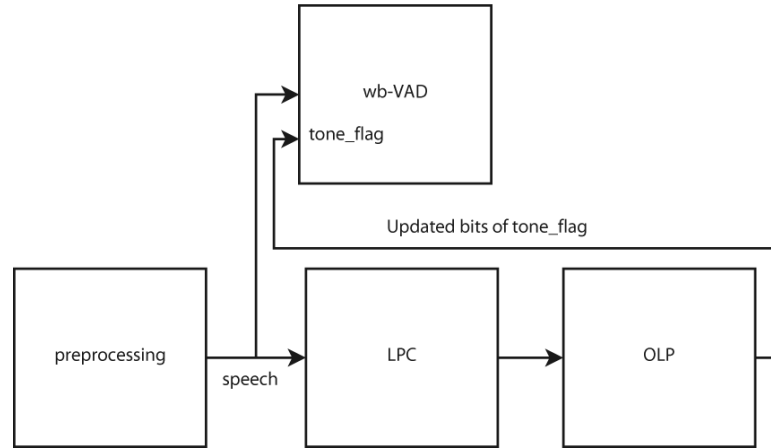 wb-VAD
tone_flag
Updated bits of tone_flag
preprocessing
speech
LPC
OLP